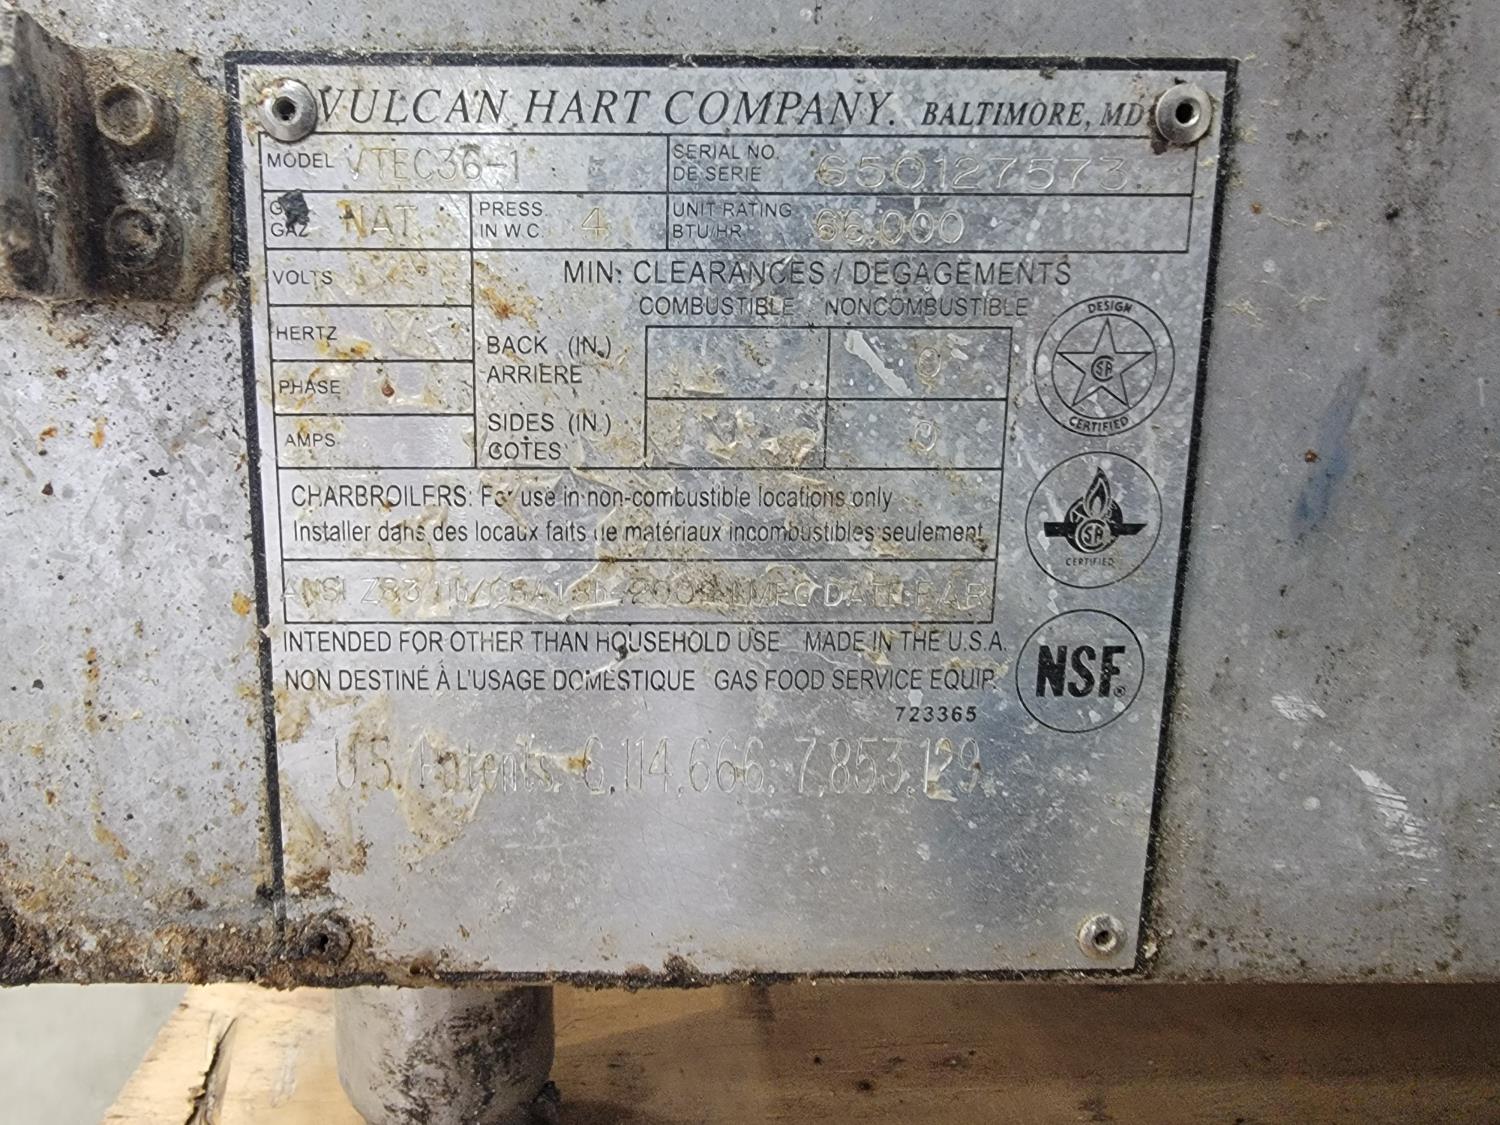 VULCAN HART COMPANY. BALTIMORE, MD
MODEL VTEC36-1
SERIAL NO. 650127573
DE SERIE
GAZ NAT.
PRESS. 4
IN W.C.
UNIT RATING 66,000
BTU/HR
VOLTS
HERTZ
PHASE
AMPS
MIN: CLEARANCES / DEGAGEMENTS
COMBUSTIBLE NONCOMBUSTIBLE
BACK (IN.) 0
ARRIERE
SIDES (IN.) 0
COTES
CHARBROILERS: For use in non-combustible locations only
Installer dans des locaux faits de matériaux incombustibles seulement
ANSI
INTENDED FOR OTHER THAN HOUSEHOLD USE MADE IN THE U.S.A.
NON DESTINÉ À L'USAGE DOMESTIQUE GAS FOOD SERVICE EQUIP.
723365
U.S. Patents. 6,114,666; 7,853,129
DESIGN
CERTIFIED
CERTIFIED
NSF®